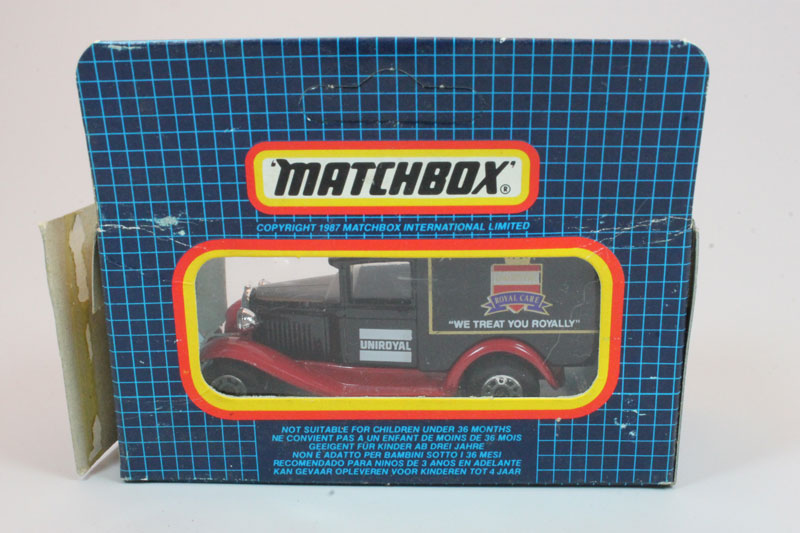 'MATCHBOX'®
COPYRIGHT 1987 MATCHBOX INTERNATIONAL LIMITED
ROYAL CARE
"WE TREAT YOU ROYALLY"
UNIROYAL
NOT SUITABLE FOR CHILDREN UNDER 36 MONTHS
NE CONVIENT PAS A UN ENFANT DE MOINS DE 36 MOIS
GEEIGENT FÜR KINDER AB DREI JAHRE
NON É ADATTO PER BAMBINI SOTTO I 36 MESI
RECOMENDADO PARA NINOS DE 3 ANOS EN ADELANTE
KAN GEVAAR OPLEVEREN VOOR KINDEREN TOT 4 JAAR